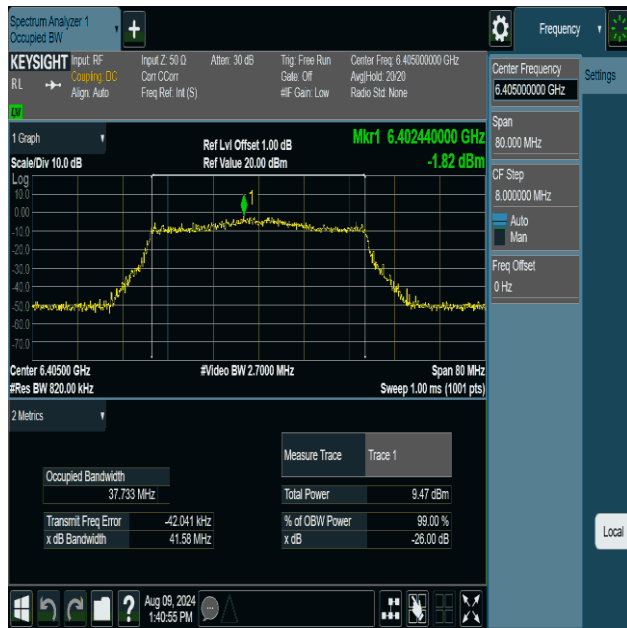 Spectrum Analyzer 1
Occupied BW
+
Frequency
KEYSIGHT Input: RF Input Z: 50 Ω Atten: 30 dB Trig: Free Run Center Freq: 6.405000000 GHz
RL Coupling: DC Corr CCorr Gate: Off Avg|Hold: 20/20
Align: Auto Freq Ref: Int (S) #IF Gain: Low Radio Std: None
Center Frequency
6.405000000 GHz
Settings
Span
80.000 MHz
CF Step
8.000000 MHz
Auto
Man
Freq Offset
0 Hz
1 Graph
Ref Lvl Offset 1.00 dB
Mkr1 6.402440000 GHz
Scale/Div 10.0 dB
Ref Value 20.00 dBm
-1.82 dBm
Log
10.0
0.00
-10.0
-20.0
-30.0
-40.0
-50.0
-60.0
-70.0
1
Center 6.40500 GHz #Video BW 2.7000 MHz Span 80 MHz
#Res BW 820.00 kHz Sweep 1.00 ms (1001 pts)
2 Metrics
Measure Trace Trace 1
Occupied Bandwidth
37.733 MHz
Total Power 9.47 dBm
Transmit Freq Error -42.041 kHz % of OBW Power 99.00 %
x dB Bandwidth 41.58 MHz x dB -26.00 dB
Local
? Aug 09, 2024
1:40:55 PM